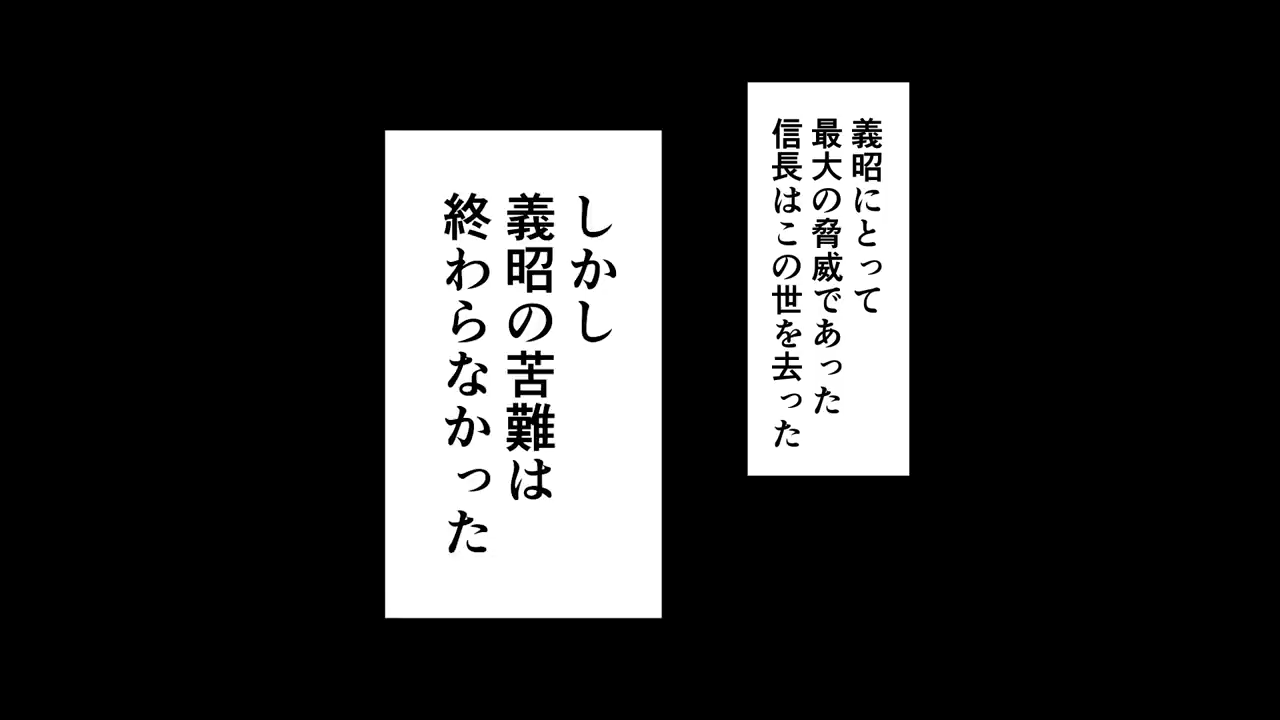 義昭にとって
最大の脅威であった
信長はこの世を去った
しかし
義昭の苦難は
終わらなかった